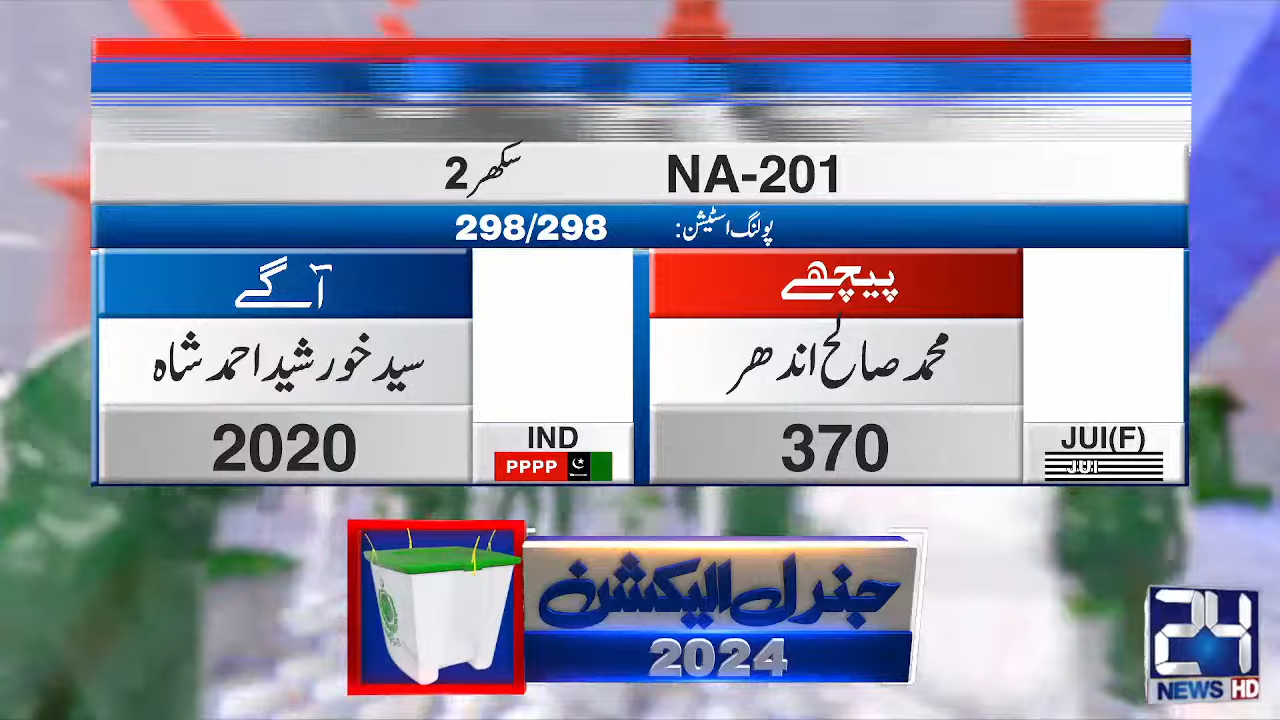 NA-201 سکھر 2
پولنگ اسٹیشن: 298/298
پیچھے
محمد صالح اندھر
370
JUI(F)
JUI
آگے
سید خورشید احمد شاہ
2020
IND
PPPP
جنرل الیکشن
2024
24
NEWS HD